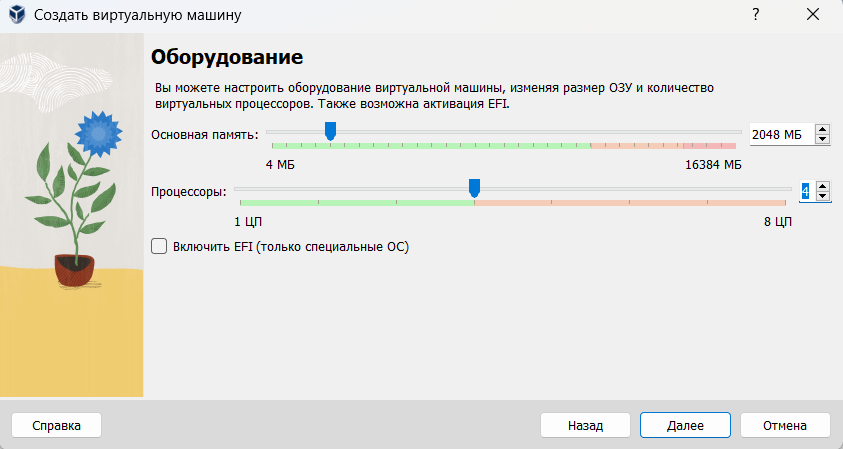 Создать виртуальную машину
?
Оборудование
Вы можете настроить оборудование виртуальной машины, изменяя размер ОЗУ и количество
виртуальных процессоров. Также возможна активация EFI.
Основная память: 2048 МБ
4 МБ 16384 МБ
Процессоры: 4
1 ЦП 8 ЦП
Включить EFI (только специальные ОС)
Справка Назад Далее Отмена